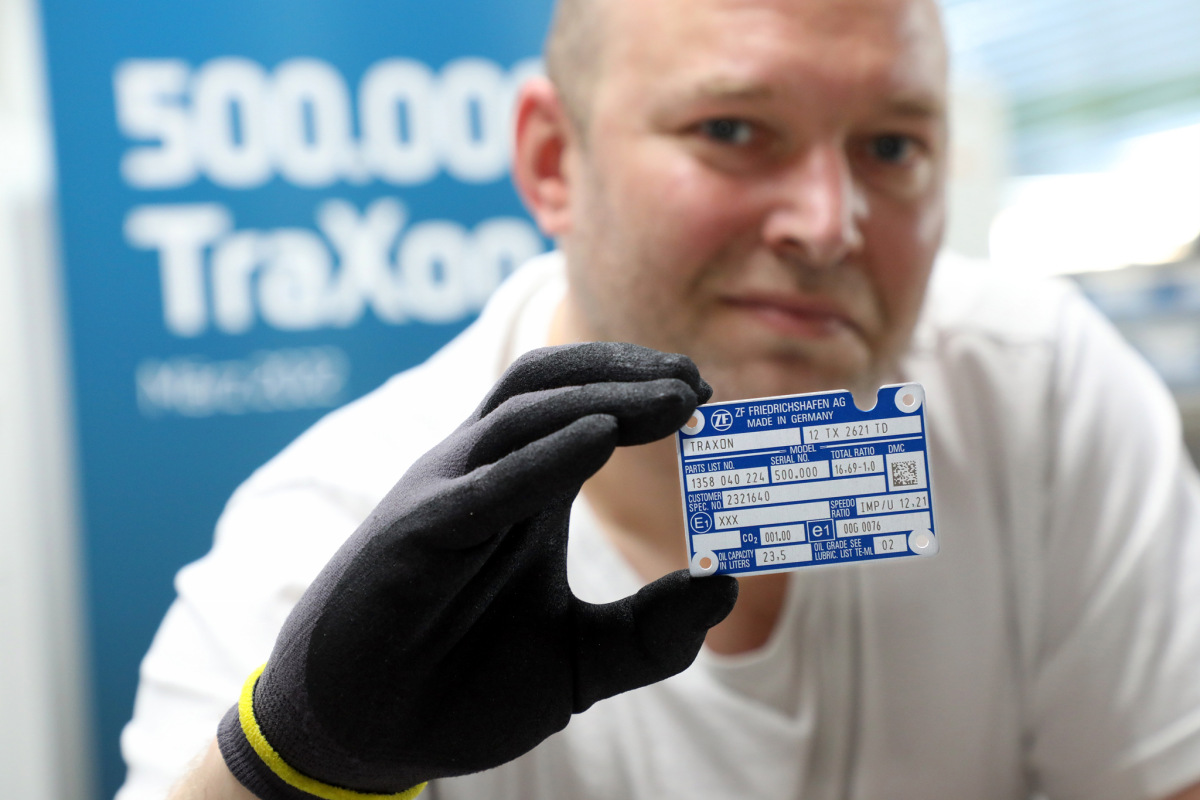 500.00
TraXon
März 2022
ZF FRIEDRICHSHAFEN AG
MADE IN GERMANY
TRAXON
MODEL
12 TX 2621 TD
PARTS LIST NO.
SERIAL NO.
TOTAL RATIO
DMC
1358 040 224
500.000
16.69-1.0
CUSTOMER SPEC. NO.
2321640
SPEEDO RATIO
IMP/U 12.21
E1
XXX
CO2
001.00
e1
00G 0076
OIL CAPACITY IN LITERS
23,5
OIL GRADE SEE LUBRIC. LIST TE-ML
02